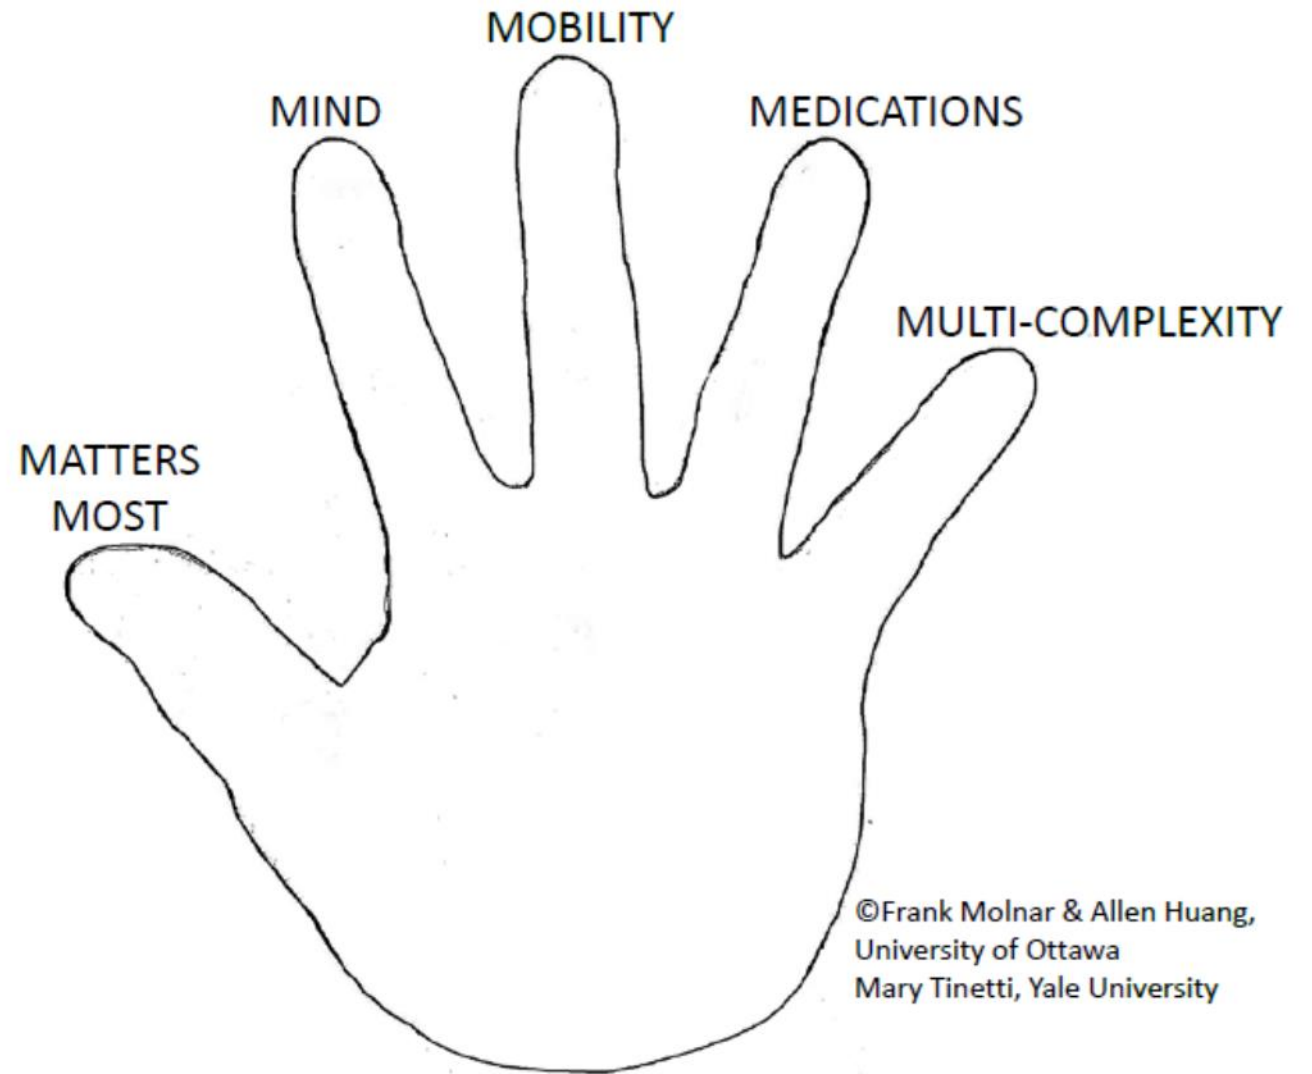 MOBILITY
MIND
MEDICATIONS
MULTI-COMPLEXITY
MATTERS
MOST
©Frank Molnar & Allen Huang,
University of Ottawa
Mary Tinetti, Yale University